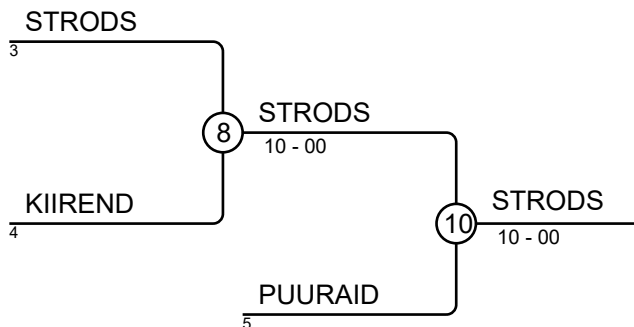 STRODS
3
8
STRODS
10 - 00
KIIREND
4
10
STRODS
10 - 00
PUURAID
5